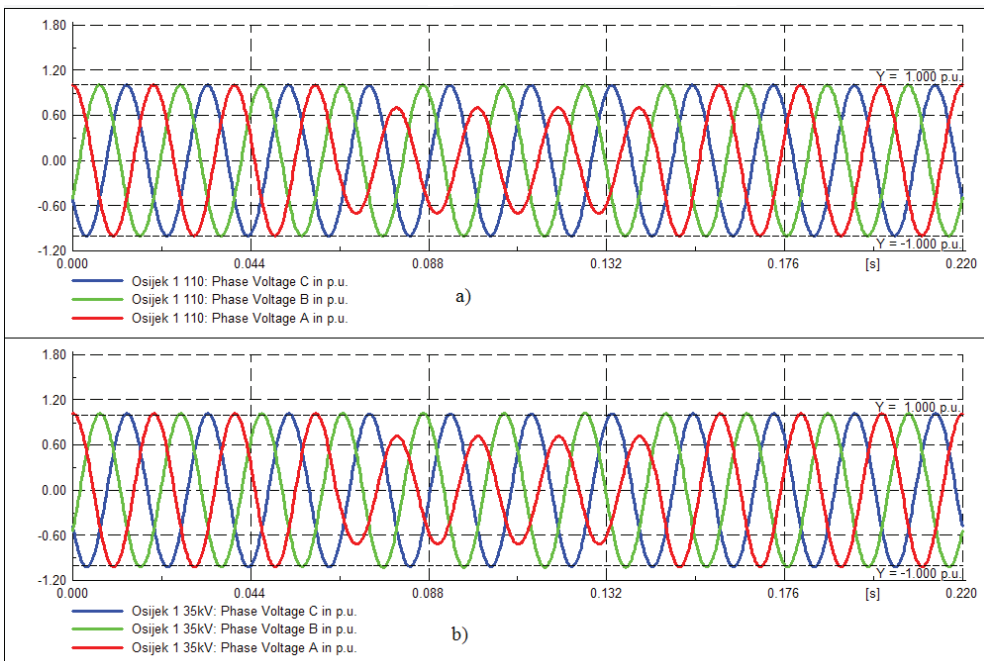 1.80
1.20
Y = 1.000 p.u.
0.60
0.00
-0.60
Y = -1.000 p.u.
-1.20
0.000 0.044 0.088 0.132 0.176 [s] 0.220
Osijek 1 110: Phase Voltage C in p.u.
Osijek 1 110: Phase Voltage B in p.u.
Osijek 1 110: Phase Voltage A in p.u.
a)
1.80
1.20
Y = 1.000 p.u.
0.60
0.00
-0.60
Y = -1.000 p.u.
-1.20
0.000 0.044 0.088 0.132 0.176 [s] 0.220
Osijek 1 35kV: Phase Voltage C in p.u.
Osijek 1 35kV: Phase Voltage B in p.u.
Osijek 1 35kV: Phase Voltage A in p.u.
b)